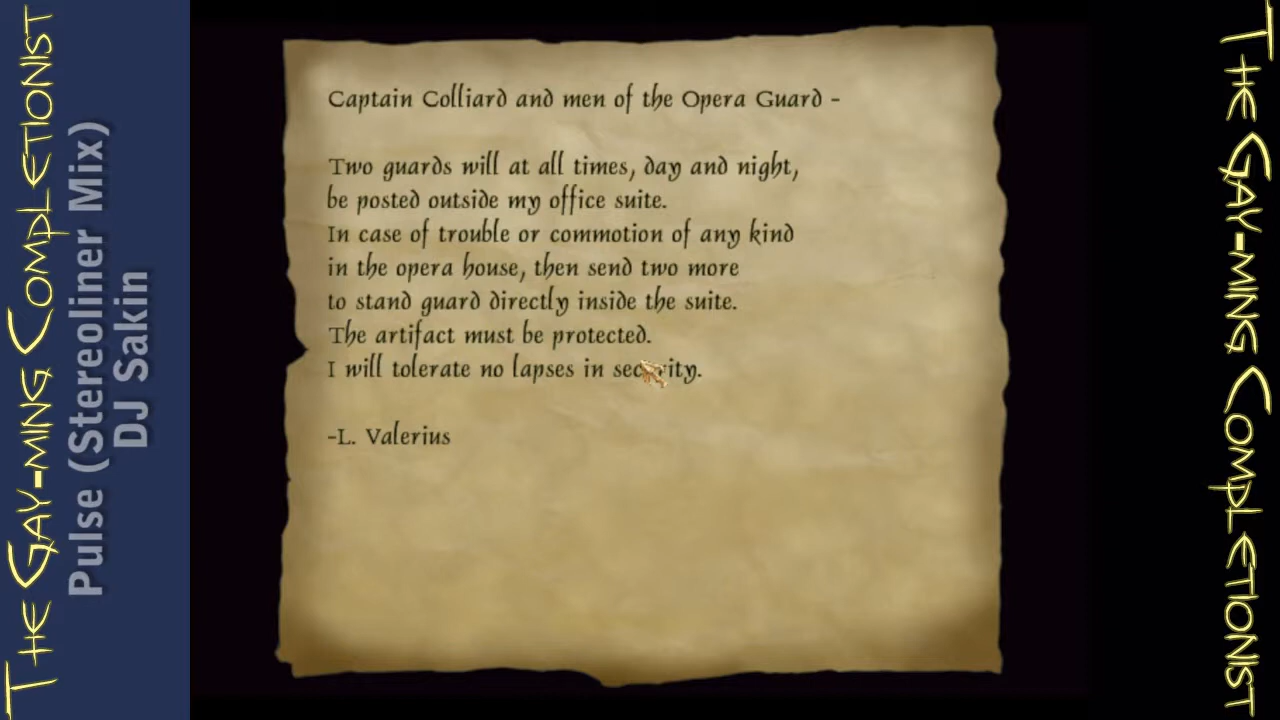 THE GAY-MING COMPLETIONIST
Pulse (Stereoliner Mix)
DJ Sakin
Captain Colliard and men of the Opera Guard -
Two guards will at all times, day and night,
be posted outside my office suite.
In case of trouble or commotion of any kind
in the opera house, then send two more
to stand guard directly inside the suite.
The artifact must be protected.
I will tolerate no lapses in security.
-L. Valerius
THE GAY-MING COMPLETIONIST